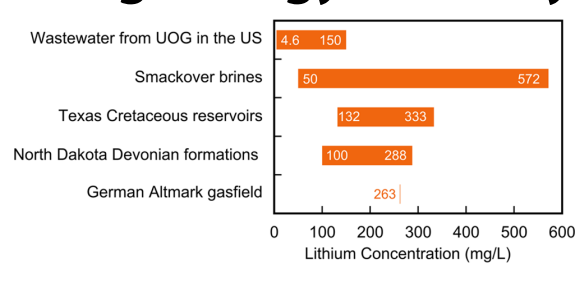 Wastewater from UOG in the US 4.6 150
Smackover brines 50 572
Texas Cretaceous reservoirs 132 333
North Dakota Devonian formations 100 288
German Altmark gasfield 263
0 100 200 300 400 500 600
Lithium Concentration (mg/L)